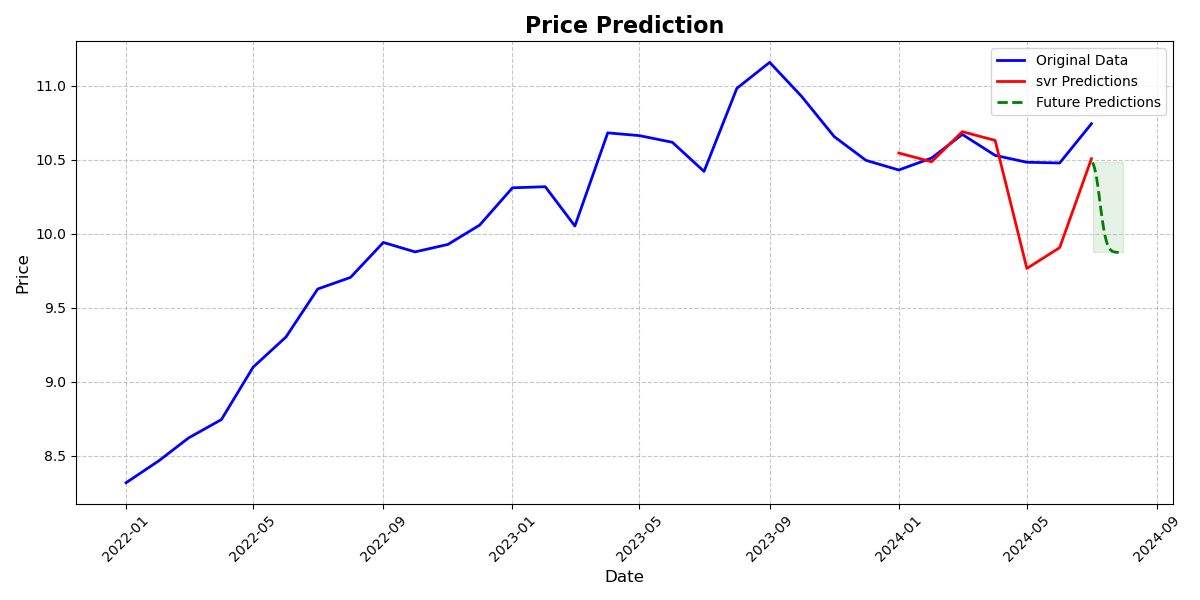 Price Prediction
Original Data
svr Predictions
Future Predictions
Price
11.0
10.5
10.0
9.5
9.0
8.5
2022-01
2022-05
2022-09
2023-01
2023-05
2023-09
2024-01
2024-05
2024-09
Date